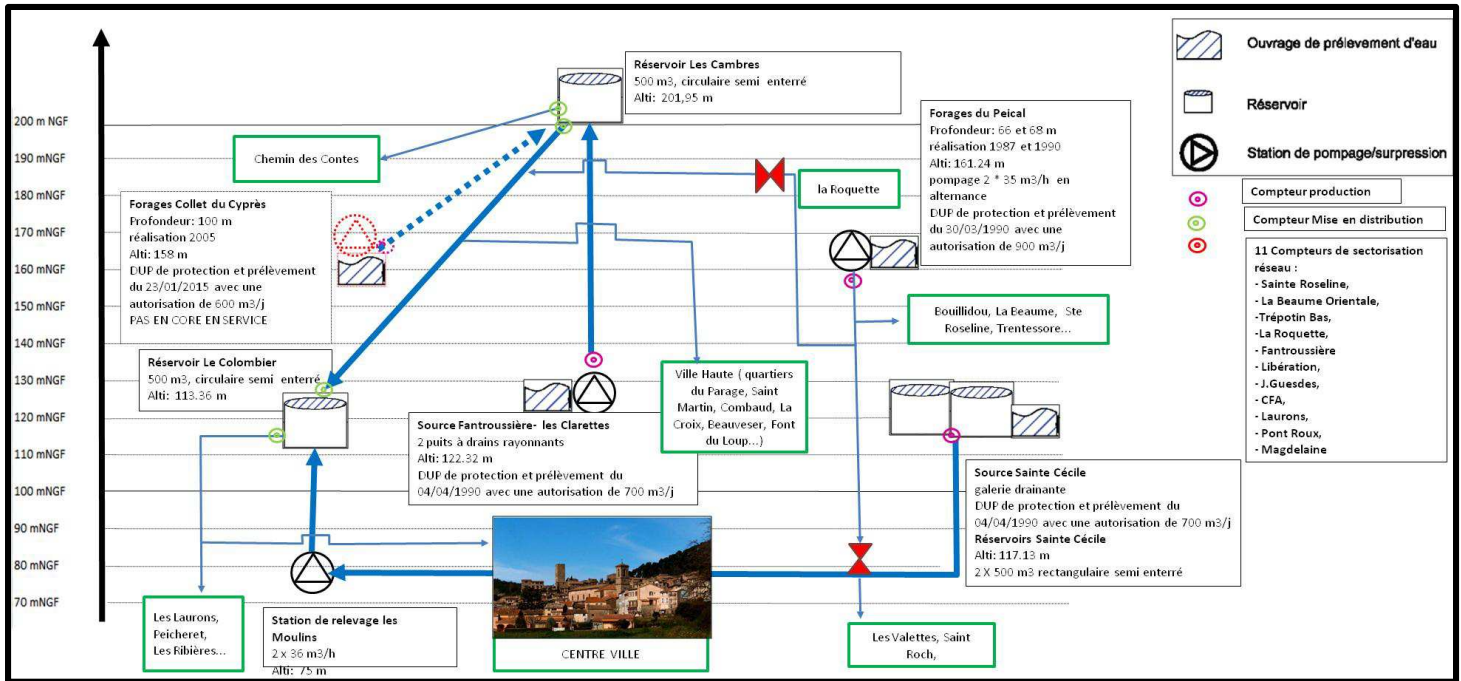 200 m NGF
190 mNGF
180 mNGF
170 mNGF
160 mNGF
150 mNGF
140 mNGF
130 mNGF
120 mNGF
110 mNGF
100 mNGF
90 mNGF
80 mNGF
70 mNGF
Réservoir Les Cambres
500 m3, circulaire semi enterré
Alti: 201,95 m
Chemin des Contes
Forages Collet du Cyprès
Profondeur: 100 m
réalisation 2005
Alti: 158 m
DUP de protection et prélèvement
du 23/01/2015 avec une
autorisation de 600 m3/j
PAS EN CORE EN SERVICE
la Roquette
Forages du Peical
Profondeur: 66 et 68 m
réalisation 1987 et 1990
Alti: 161.24 m
pompage 2 * 35 m3/h en
alternance
DUP de protection et prélèvement
du 30/03/1990 avec une
autorisation de 900 m3/j
Bouillidou, La Beaume, Ste
Roseline, Trentessore...
Réservoir Le Colombier
500 m3, circulaire semi enterré
Alti: 113.36 m
Ville Haute ( quartiers
du Parage, Saint
Martin, Combaud, La
Croix, Beauveser, Font
du Loup...)
Source Fantroussière- les Clarettes
2 puits à drains rayonnants
Alti: 122.32 m
DUP de protection et prélèvement du
04/04/1990 avec une autorisation de 700 m3/j
Source Sainte Cécile
galerie drainante
DUP de protection et prélèvement du
04/04/1990 avec une autorisation de 700 m3/j
Réservoirs Sainte Cécile
Alti: 117.13 m
2 X 500 m3 rectangulaire semi enterré
Les Laurons,
Peicheret,
Les Ribières...
Station de relevage les
Moulins
2 x 36 m3/h
Alti: 75 m
CENTRE VILLE
Les Valettes, Saint
Roch,
Ouvrage de prélevement d'eau
Réservoir
Station de pompage/surpression
Compteur production
Compteur Mise en distribution
11 Compteurs de sectorisation
réseau :
- Sainte Roseline,
- La Beaume Orientale,
-Trépotin Bas,
-La Roquette,
- Fantroussière
- Libération,
- J.Guesdes,
- CFA,
- Laurons,
- Pont Roux,
- Magdelaine